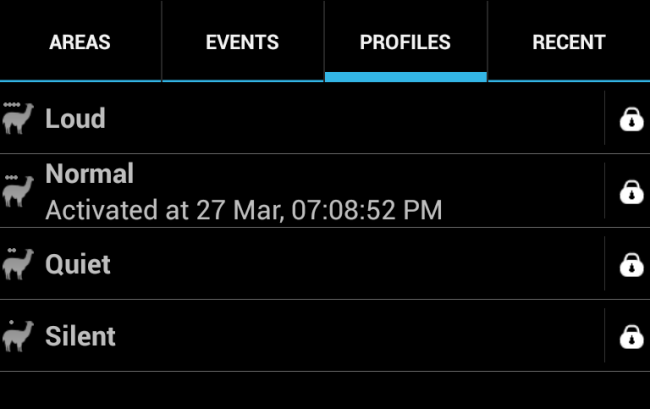 AREAS EVENTS PROFILES RECENT
Loud
Normal
Activated at 27 Mar, 07:08:52 PM
Quiet
Silent